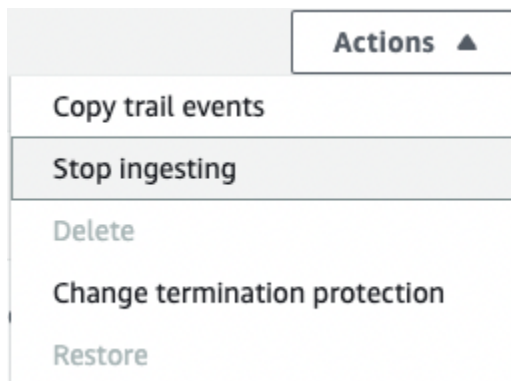 Actions
Copy trail events
Stop ingesting
Delete
Change termination protection
Restore